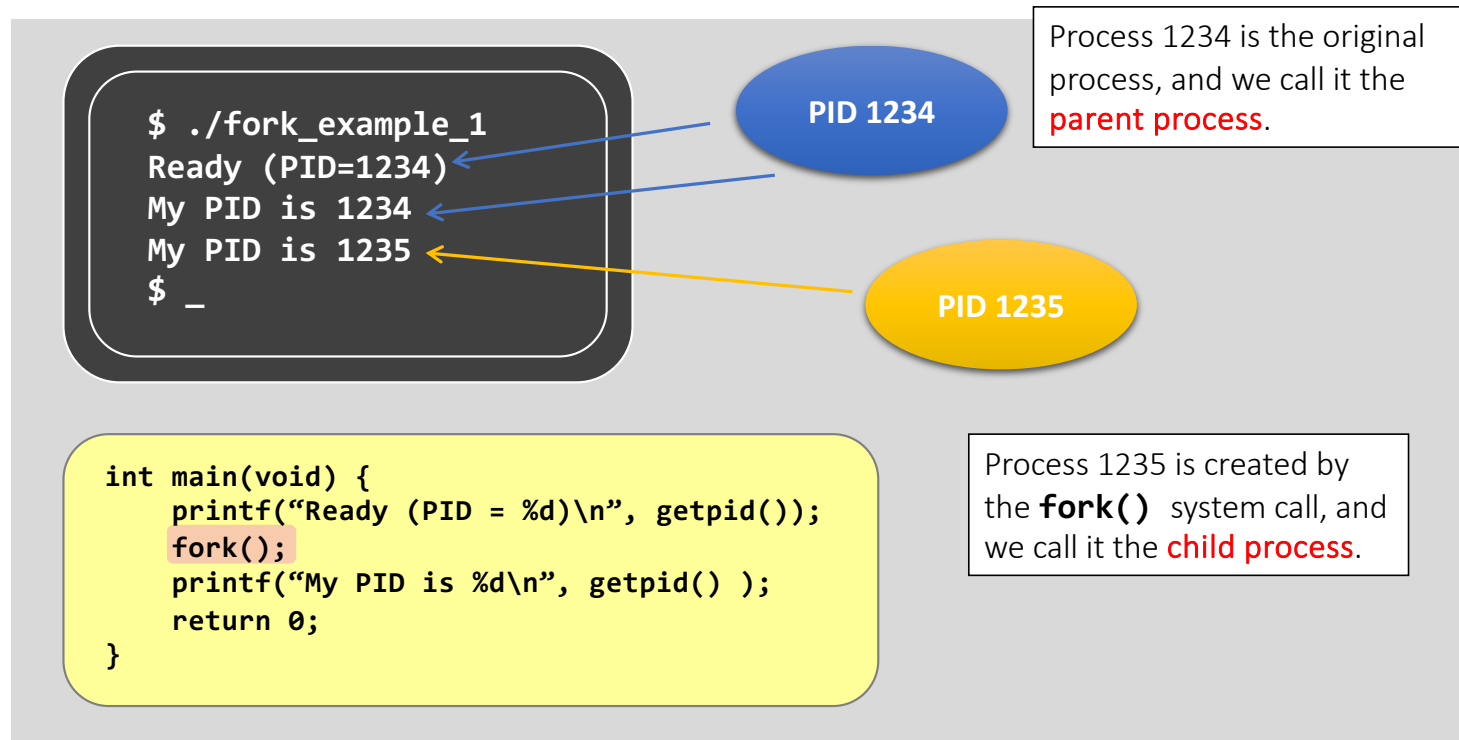 $ ./fork_example_1
Ready (PID=1234)
My PID is 1234
My PID is 1235
$ _
PID 1234
Process 1234 is the original
process, and we call it the
parent process.
PID 1235
int main(void) {
    printf(“Ready (PID = %d)\n”, getpid());
    fork();
    printf(“My PID is %d\n”, getpid() );
    return 0;
}
Process 1235 is created by
the fork() system call, and
we call it the child process.